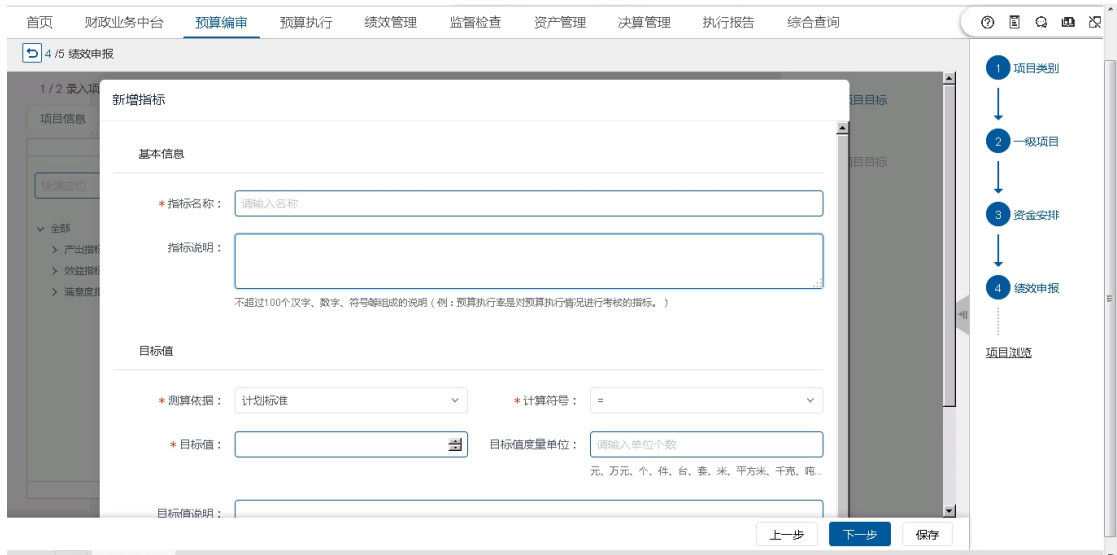 首页 财政业务中台 预算编审 预算执行 绩效管理 监督检查 资产管理 决算管理 执行报告 综合查询
4 /5 绩效申报
1 / 2 录入项
项目信息
快速定位
全部
产出指标
效益指标
满意度指
新增指标
基本信息
*指标名称： 请输入名称
指标说明：
不超过100个汉字、数字、符号等组成的说明（例：预算执行率是对预算执行情况进行考核的指标。）
目标值
*测算依据： 计划标准 *计算符号： =
*目标值： 目标值度量单位： 请输入单位个数
元、万元、个、件、台、套、米、平方米、千克、吨...
目标值说明：
项目目标
项目目标
上一步 下一步 保存
1 项目类别
2 一级项目
3 资金安排
4 绩效申报
项目浏览